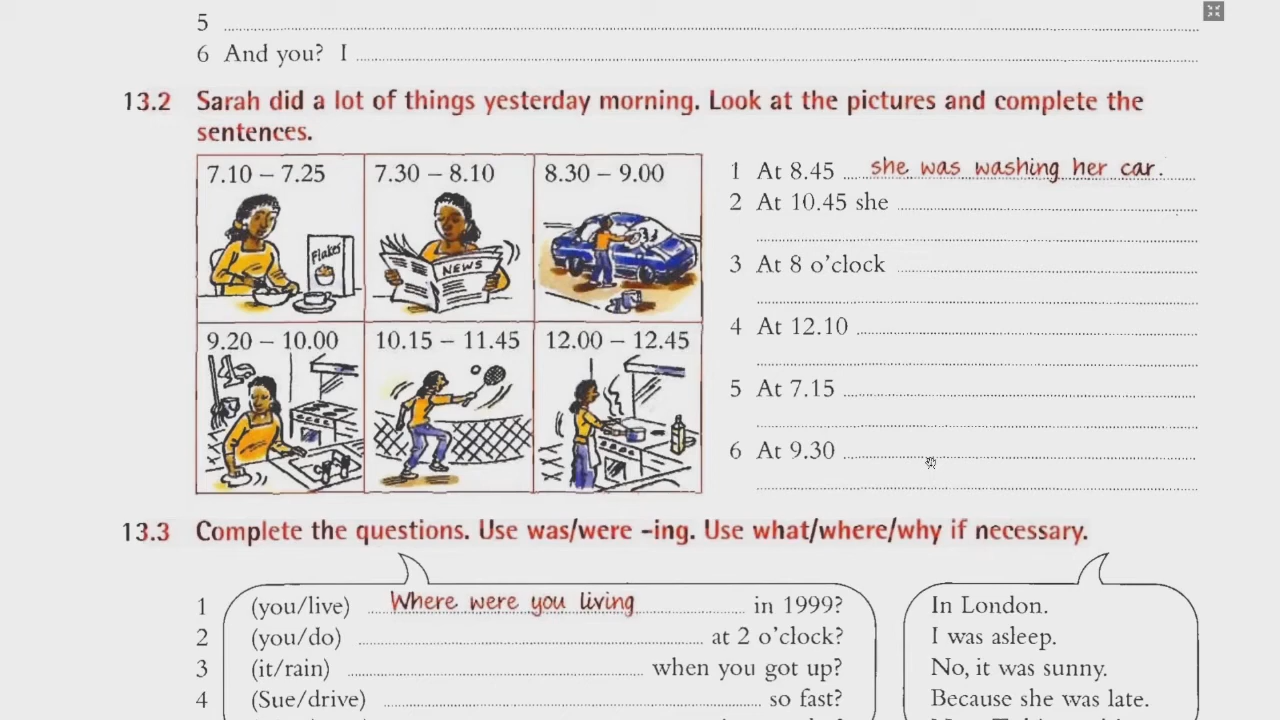 5
6 And you? I
13.2 Sarah did a lot of things yesterday morning. Look at the pictures and complete the
sentences.
7.10 – 7.25
7.30 – 8.10
8.30 – 9.00
Flakes
NEWS
9.20 – 10.00
10.15 – 11.45
12.00 – 12.45
1 At 8.45 she was washing her car.
2 At 10.45 she
3 At 8 o'clock
4 At 12.10
5 At 7.15
6 At 9.30
13.3 Complete the questions. Use was/were -ing. Use what/where/why if necessary.
1 (you/live) Where were you living in 1999?
2 (you/do) at 2 o'clock?
3 (it/rain) when you got up?
4 (Sue/drive) so fast?
In London.
I was asleep.
No, it was sunny.
Because she was late.